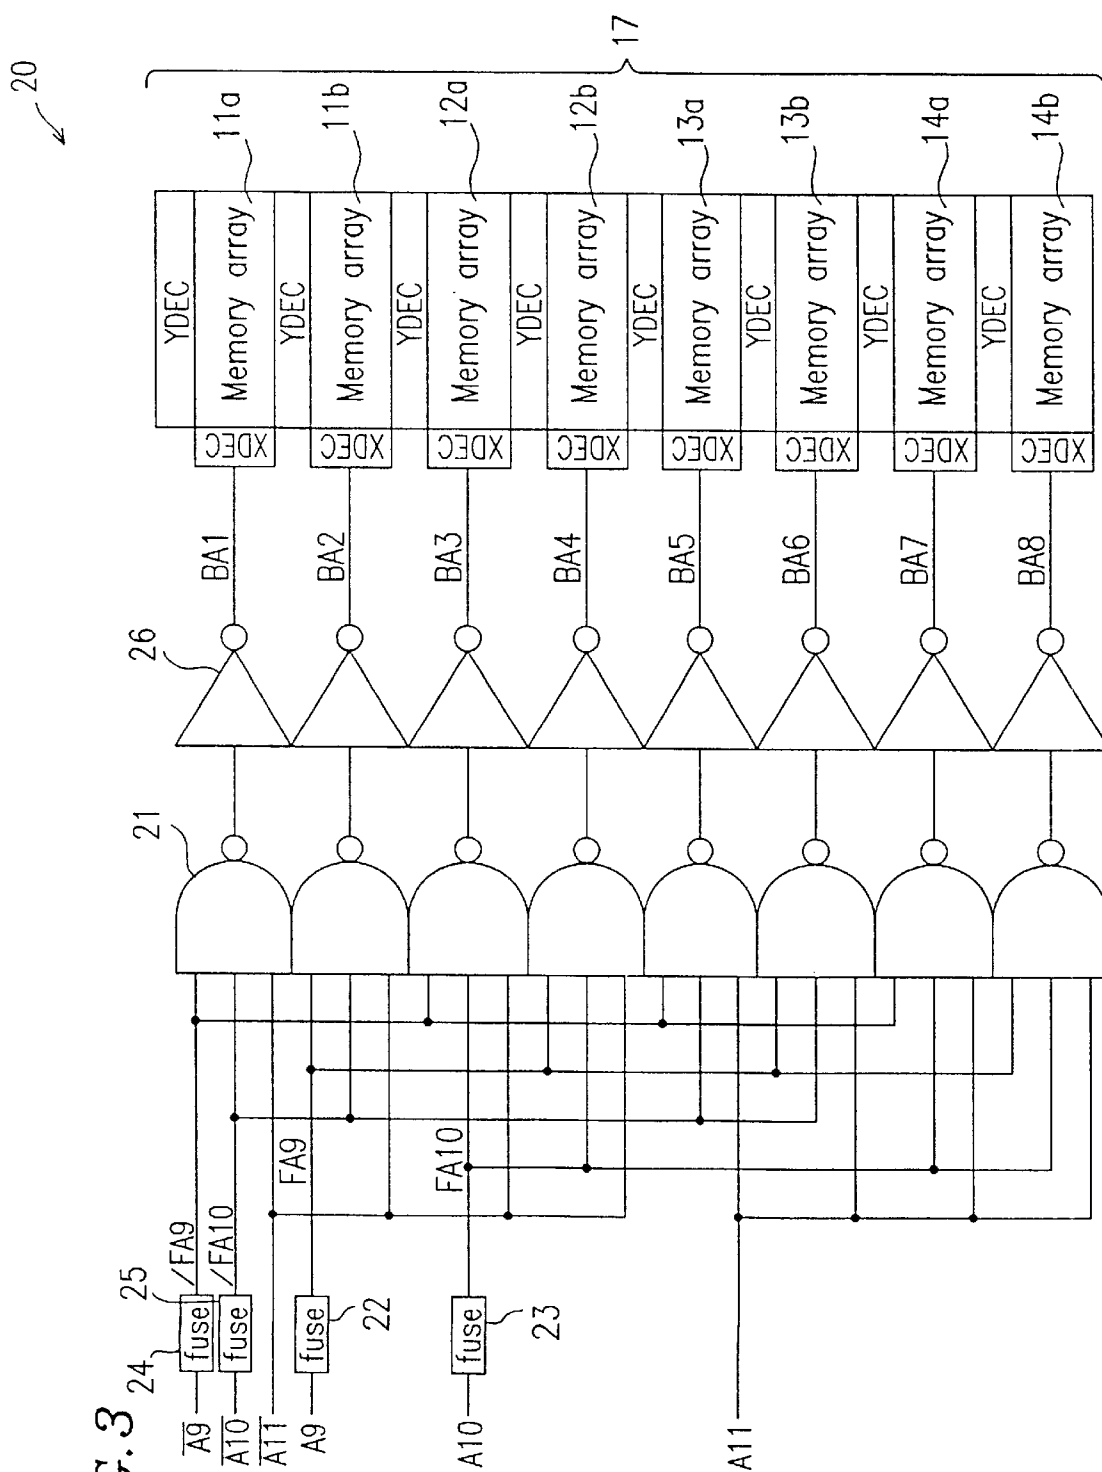 20
17
11a
11b
12a
12b
13a
13b
14a
14b
YDEC
Memory array
YDEC
Memory array
YDEC
Memory array
YDEC
Memory array
YDEC
Memory array
YDEC
Memory array
YDEC
Memory array
YDEC
Memory array
XDEC
XDEC
XDEC
XDEC
XDEC
XDEC
XDEC
XDEC
BA1
BA2
BA3
BA4
BA5
BA6
BA7
BA8
26
21
/FA9
/FA10
FA9
FA10
24
fuse
25
fuse
fuse
22
fuse
23
A9
A10
A11
A9
A10
A11
G.3